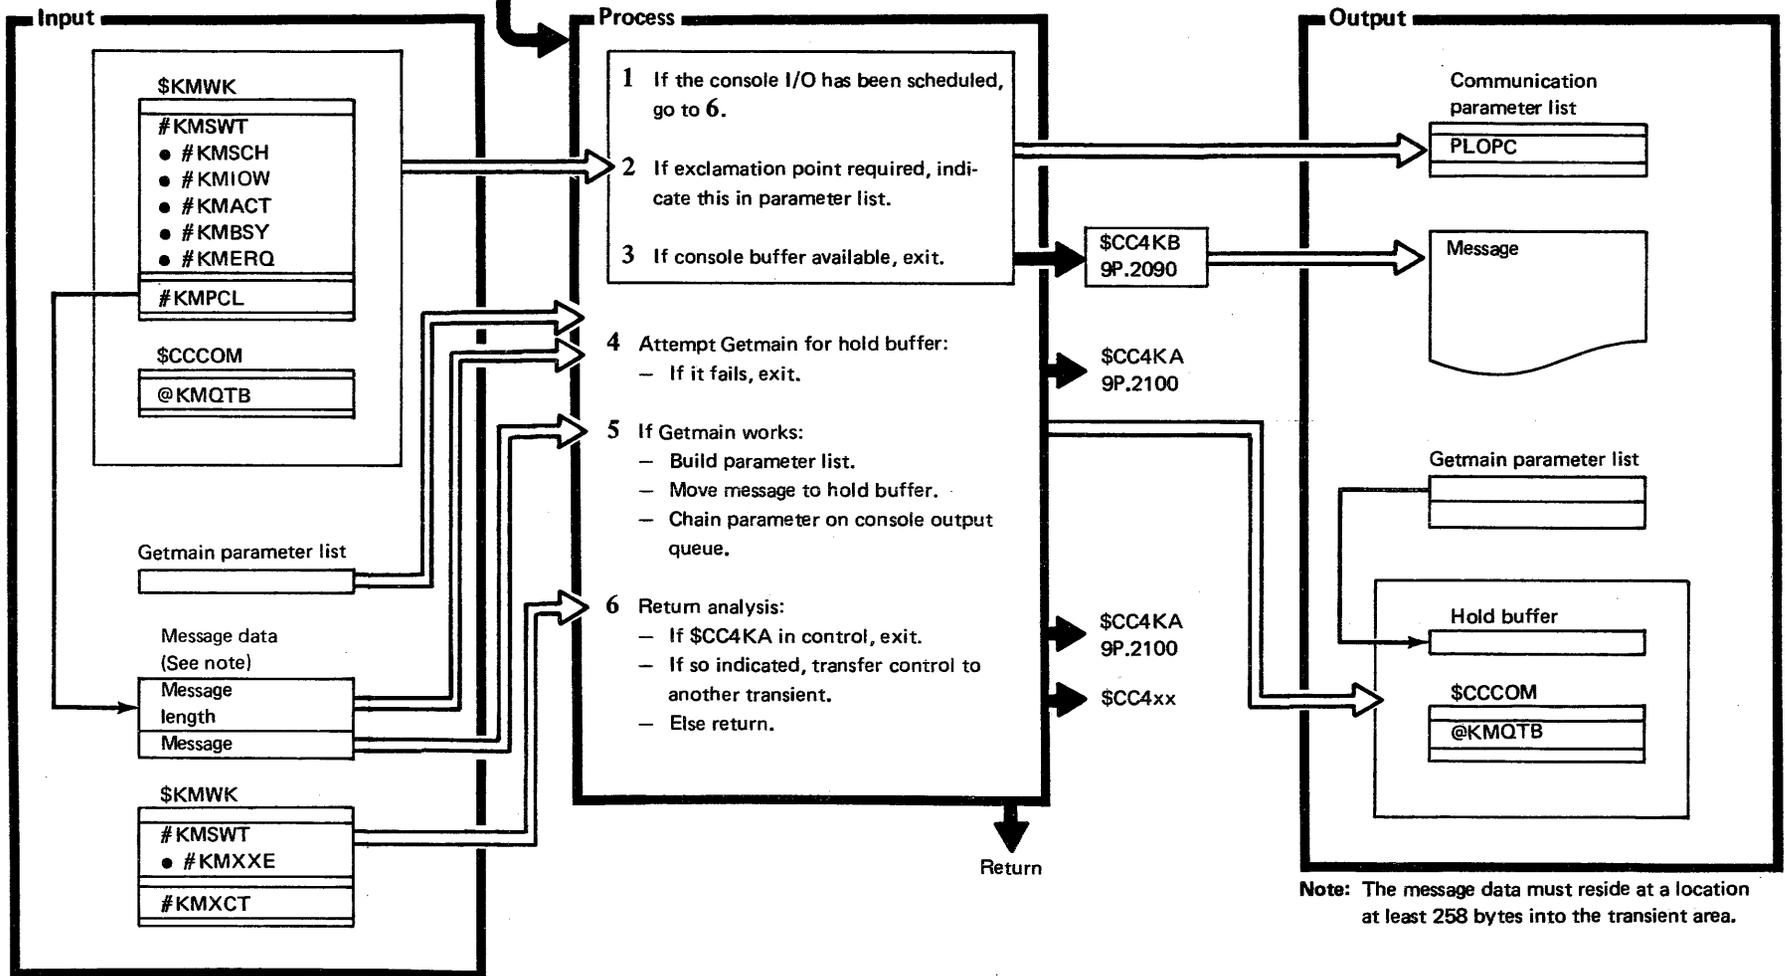 Input
$KMWK
#KMSWT
● #KMSCH
● #KMIOW
● #KMACT
● #KMBSY
● #KMERQ
#KMPCL
$CCCOM
@KMQTB
Getmain parameter list
Message data
(See note)
Message
length
Message
$KMWK
#KMSWT
● #KMXXE
#KMXCT
Process
1 If the console I/O has been scheduled,
go to 6.
2 If exclamation point required, indi-
cate this in parameter list.
3 If console buffer available, exit.
4 Attempt Getmain for hold buffer:
— If it fails, exit.
5 If Getmain works:
— Build parameter list.
— Move message to hold buffer.
— Chain parameter on console output
queue.
6 Return analysis:
— If $CC4KA in control, exit.
— If so indicated, transfer control to
another transient.
— Else return.
$CC4KB
9P.2090
$CC4KA
9P.2100
$CC4KA
9P.2100
$CC4xx
Return
Output
Communication
parameter list
PLOPC
Message
Getmain parameter list
Hold buffer
$CCCOM
@KMQTB
Note: The message data must reside at a location
at least 258 bytes into the transient area.